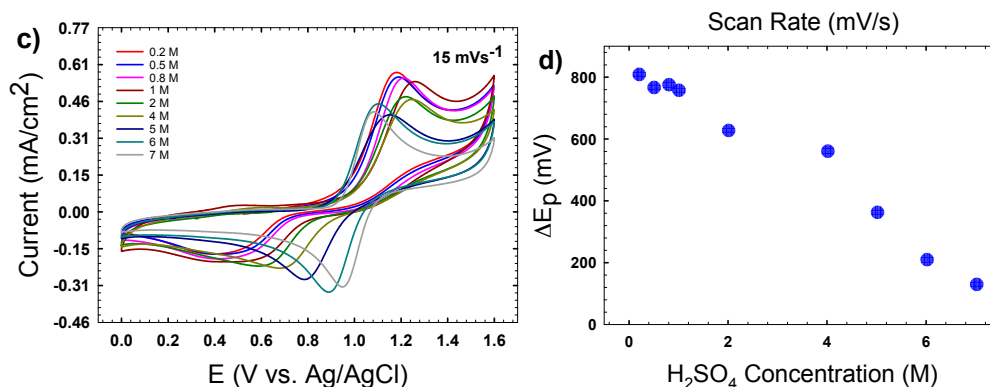 c)
0.77
0.61
0.46
0.31
0.15
0.00
-0.15
-0.31
-0.46
Current (mA/cm²)
0.2 M
0.5 M
0.8 M
1 M
2 M
4 M
5 M
6 M
7 M
15 mVs⁻¹
0.0 0.2 0.4 0.6 0.8 1.0 1.2 1.4 1.6
E (V vs. Ag/AgCl)
Scan Rate (mV/s)
d)
800
600
400
200
0
ΔEp (mV)
0 2 4 6
H₂SO₄ Concentration (M)